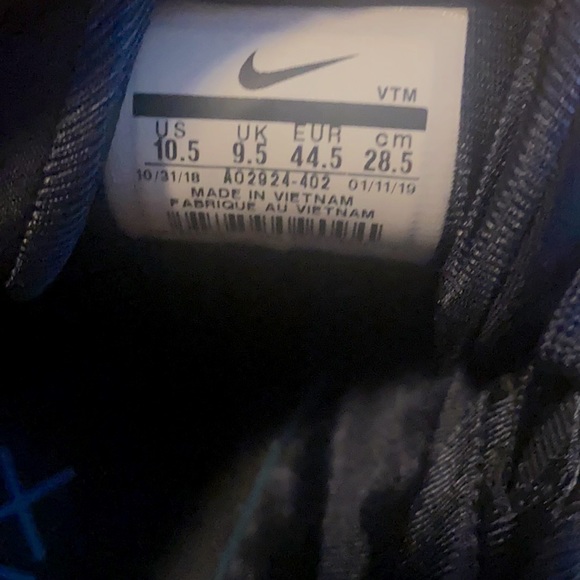 VTM
US UK EUR cm
10.5 9.5 44.5 28.5
10/31/18 AO2924-402 01/11/19
MADE IN VIETNAM
FABRIQUE AU VIETNAM